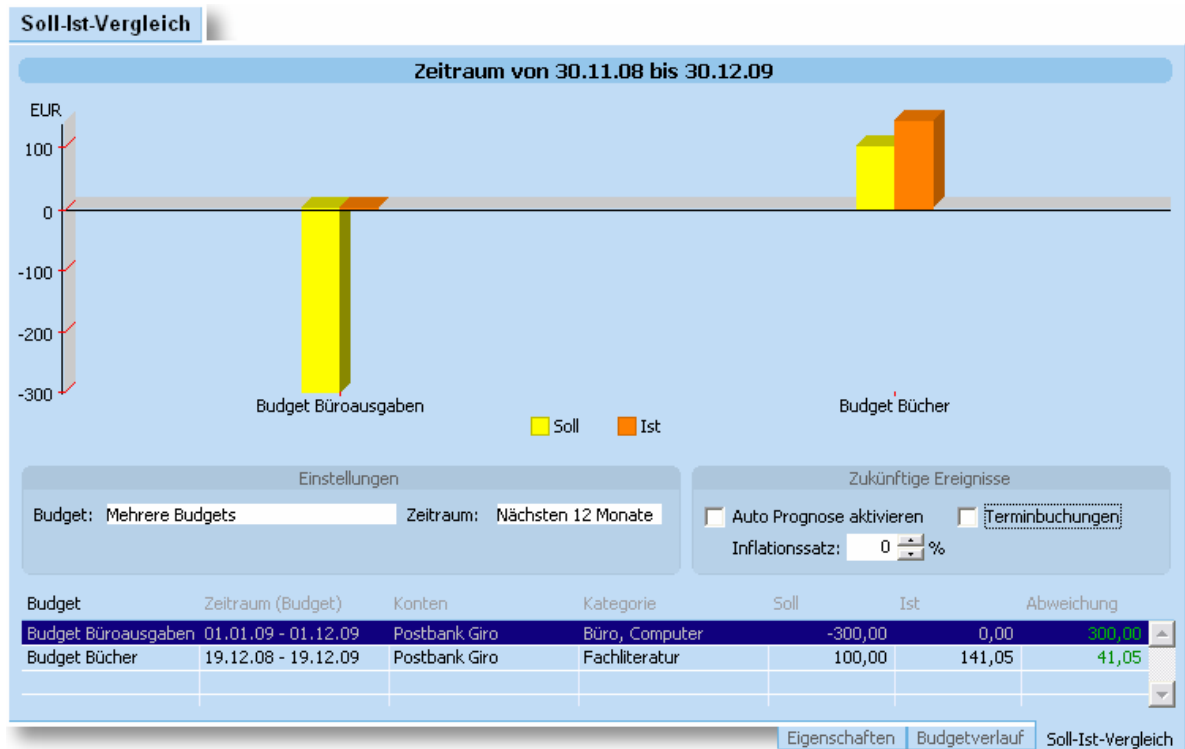 Soll-Ist-Vergleich
Zeitraum von 30.11.08 bis 30.12.09
EUR
100
0
-100
-200
-300
Budget Büroausgaben Budget Bücher
Soll Ist
Einstellungen Zukünftige Ereignisse
Budget: Mehrere Budgets Zeitraum: Nächsten 12 Monate Auto Prognose aktivieren Terminbuchungen
Inflationssatz: 0 %
Budget Zeitraum (Budget) Konten Kategorie Soll Ist Abweichung
Budget Büroausgaben 01.01.09 - 01.12.09 Postbank Giro Büro, Computer -300,00 0,00 300,00
Budget Bücher 19.12.08 - 19.12.09 Postbank Giro Fachliteratur 100,00 141,05 41,05
Eigenschaften Budgetverlauf Soll-Ist-Vergleich